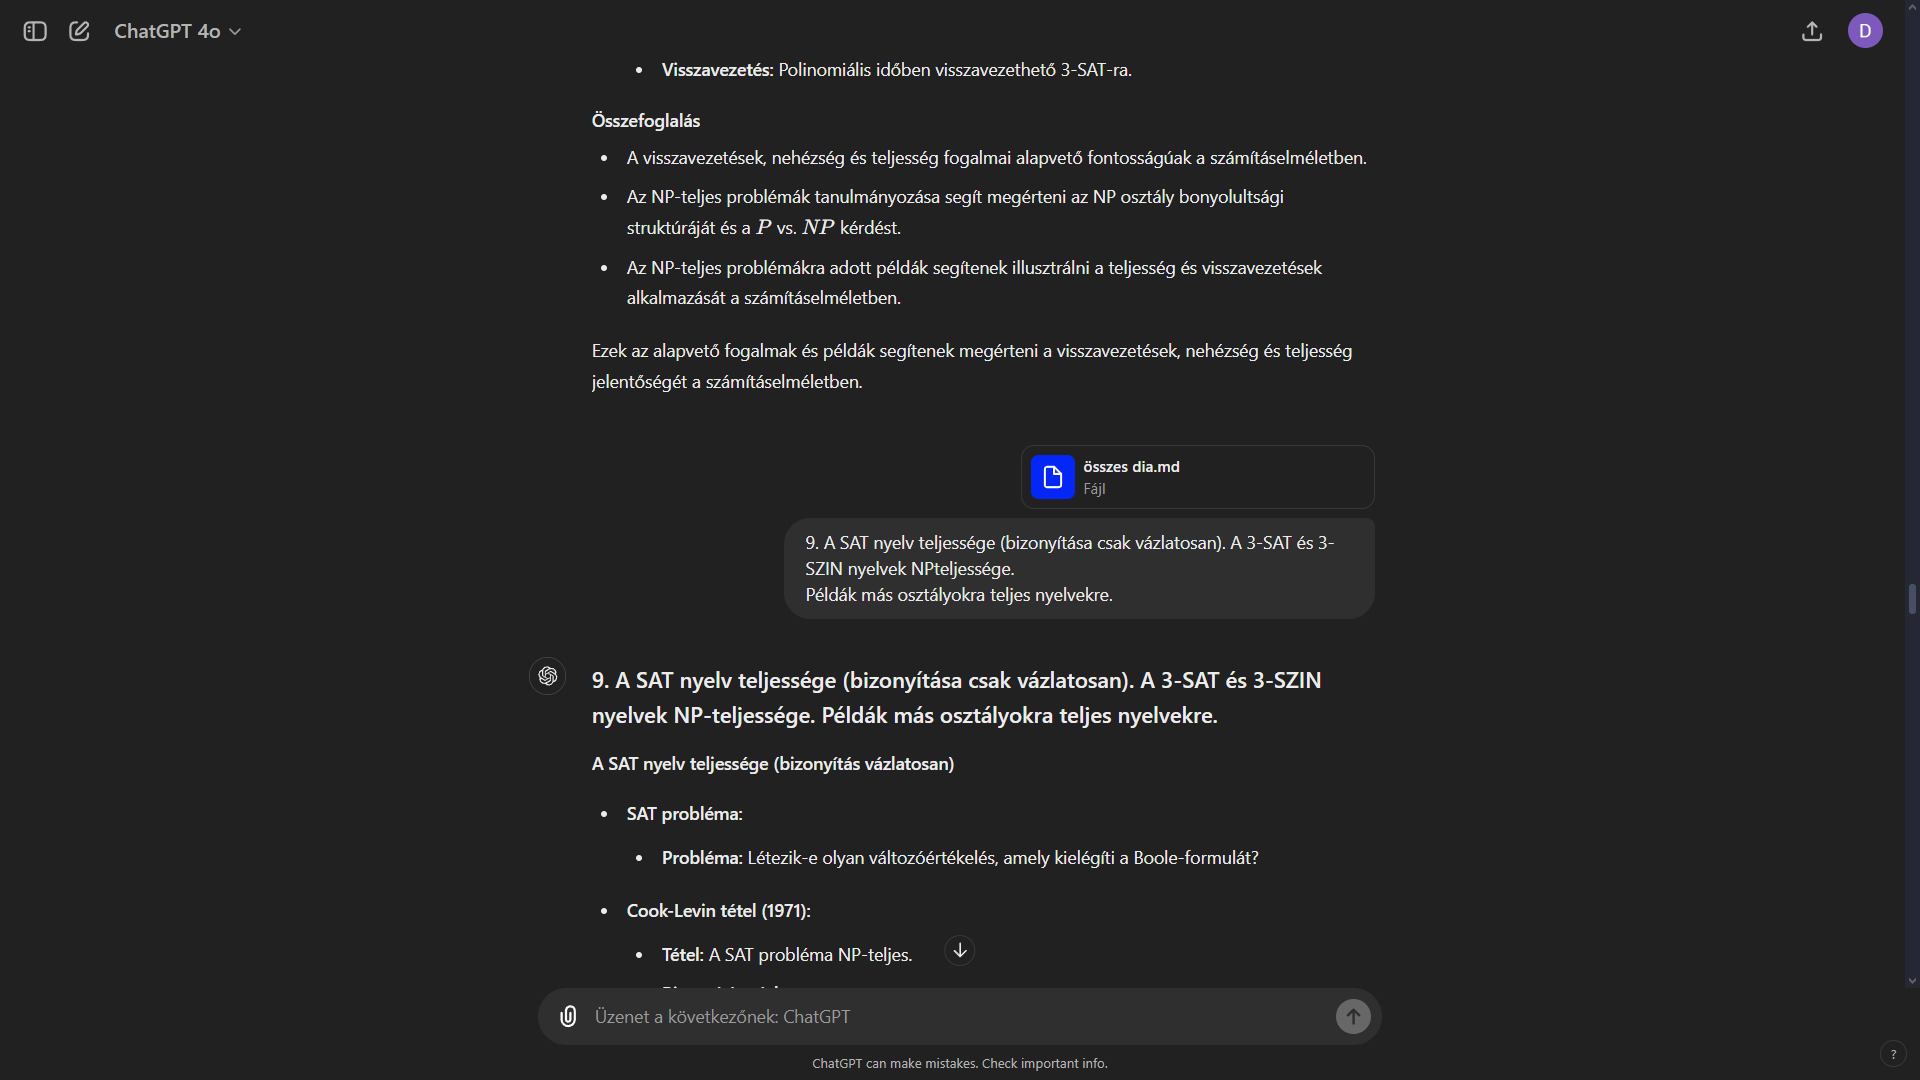 ChatGPT 4o
D
Visszavezetés: Polinomiális időben visszavezethető 3-SAT-ra.
Összefoglalás
A visszavezetések, nehézség és teljesség fogalmai alapvető fontosságúak a számításelméletben.
Az NP-teljes problémák tanulmányozása segít megérteni az NP osztály bonyolultsági
struktúráját és a P vs. NP kérdést.
Az NP-teljes problémákra adott példák segítenek illusztrálni a teljesség és visszavezetések
alkalmazását a számításelméletben.
Ezek az alapvető fogalmak és példák segítenek megérteni a visszavezetések, nehézség és teljesség
jelentőségét a számításelméletben.
összes dia.md
Fájl
9. A SAT nyelv teljessége (bizonyítása csak vázlatosan). A 3-SAT és 3-
SZIN nyelvek NPteljessége.
Példák más osztályokra teljes nyelvekre.
9. A SAT nyelv teljessége (bizonyítása csak vázlatosan). A 3-SAT és 3-SZIN
nyelvek NP-teljessége. Példák más osztályokra teljes nyelvekre.
A SAT nyelv teljessége (bizonyítás vázlatosan)
SAT probléma:
Probléma: Létezik-e olyan változóértékelés, amely kielégíti a Boole-formulát?
Cook-Levin tétel (1971):
Tétel: A SAT probléma NP-teljes.
Üzenet a következőnek: ChatGPT
ChatGPT can make mistakes. Check important info.
?